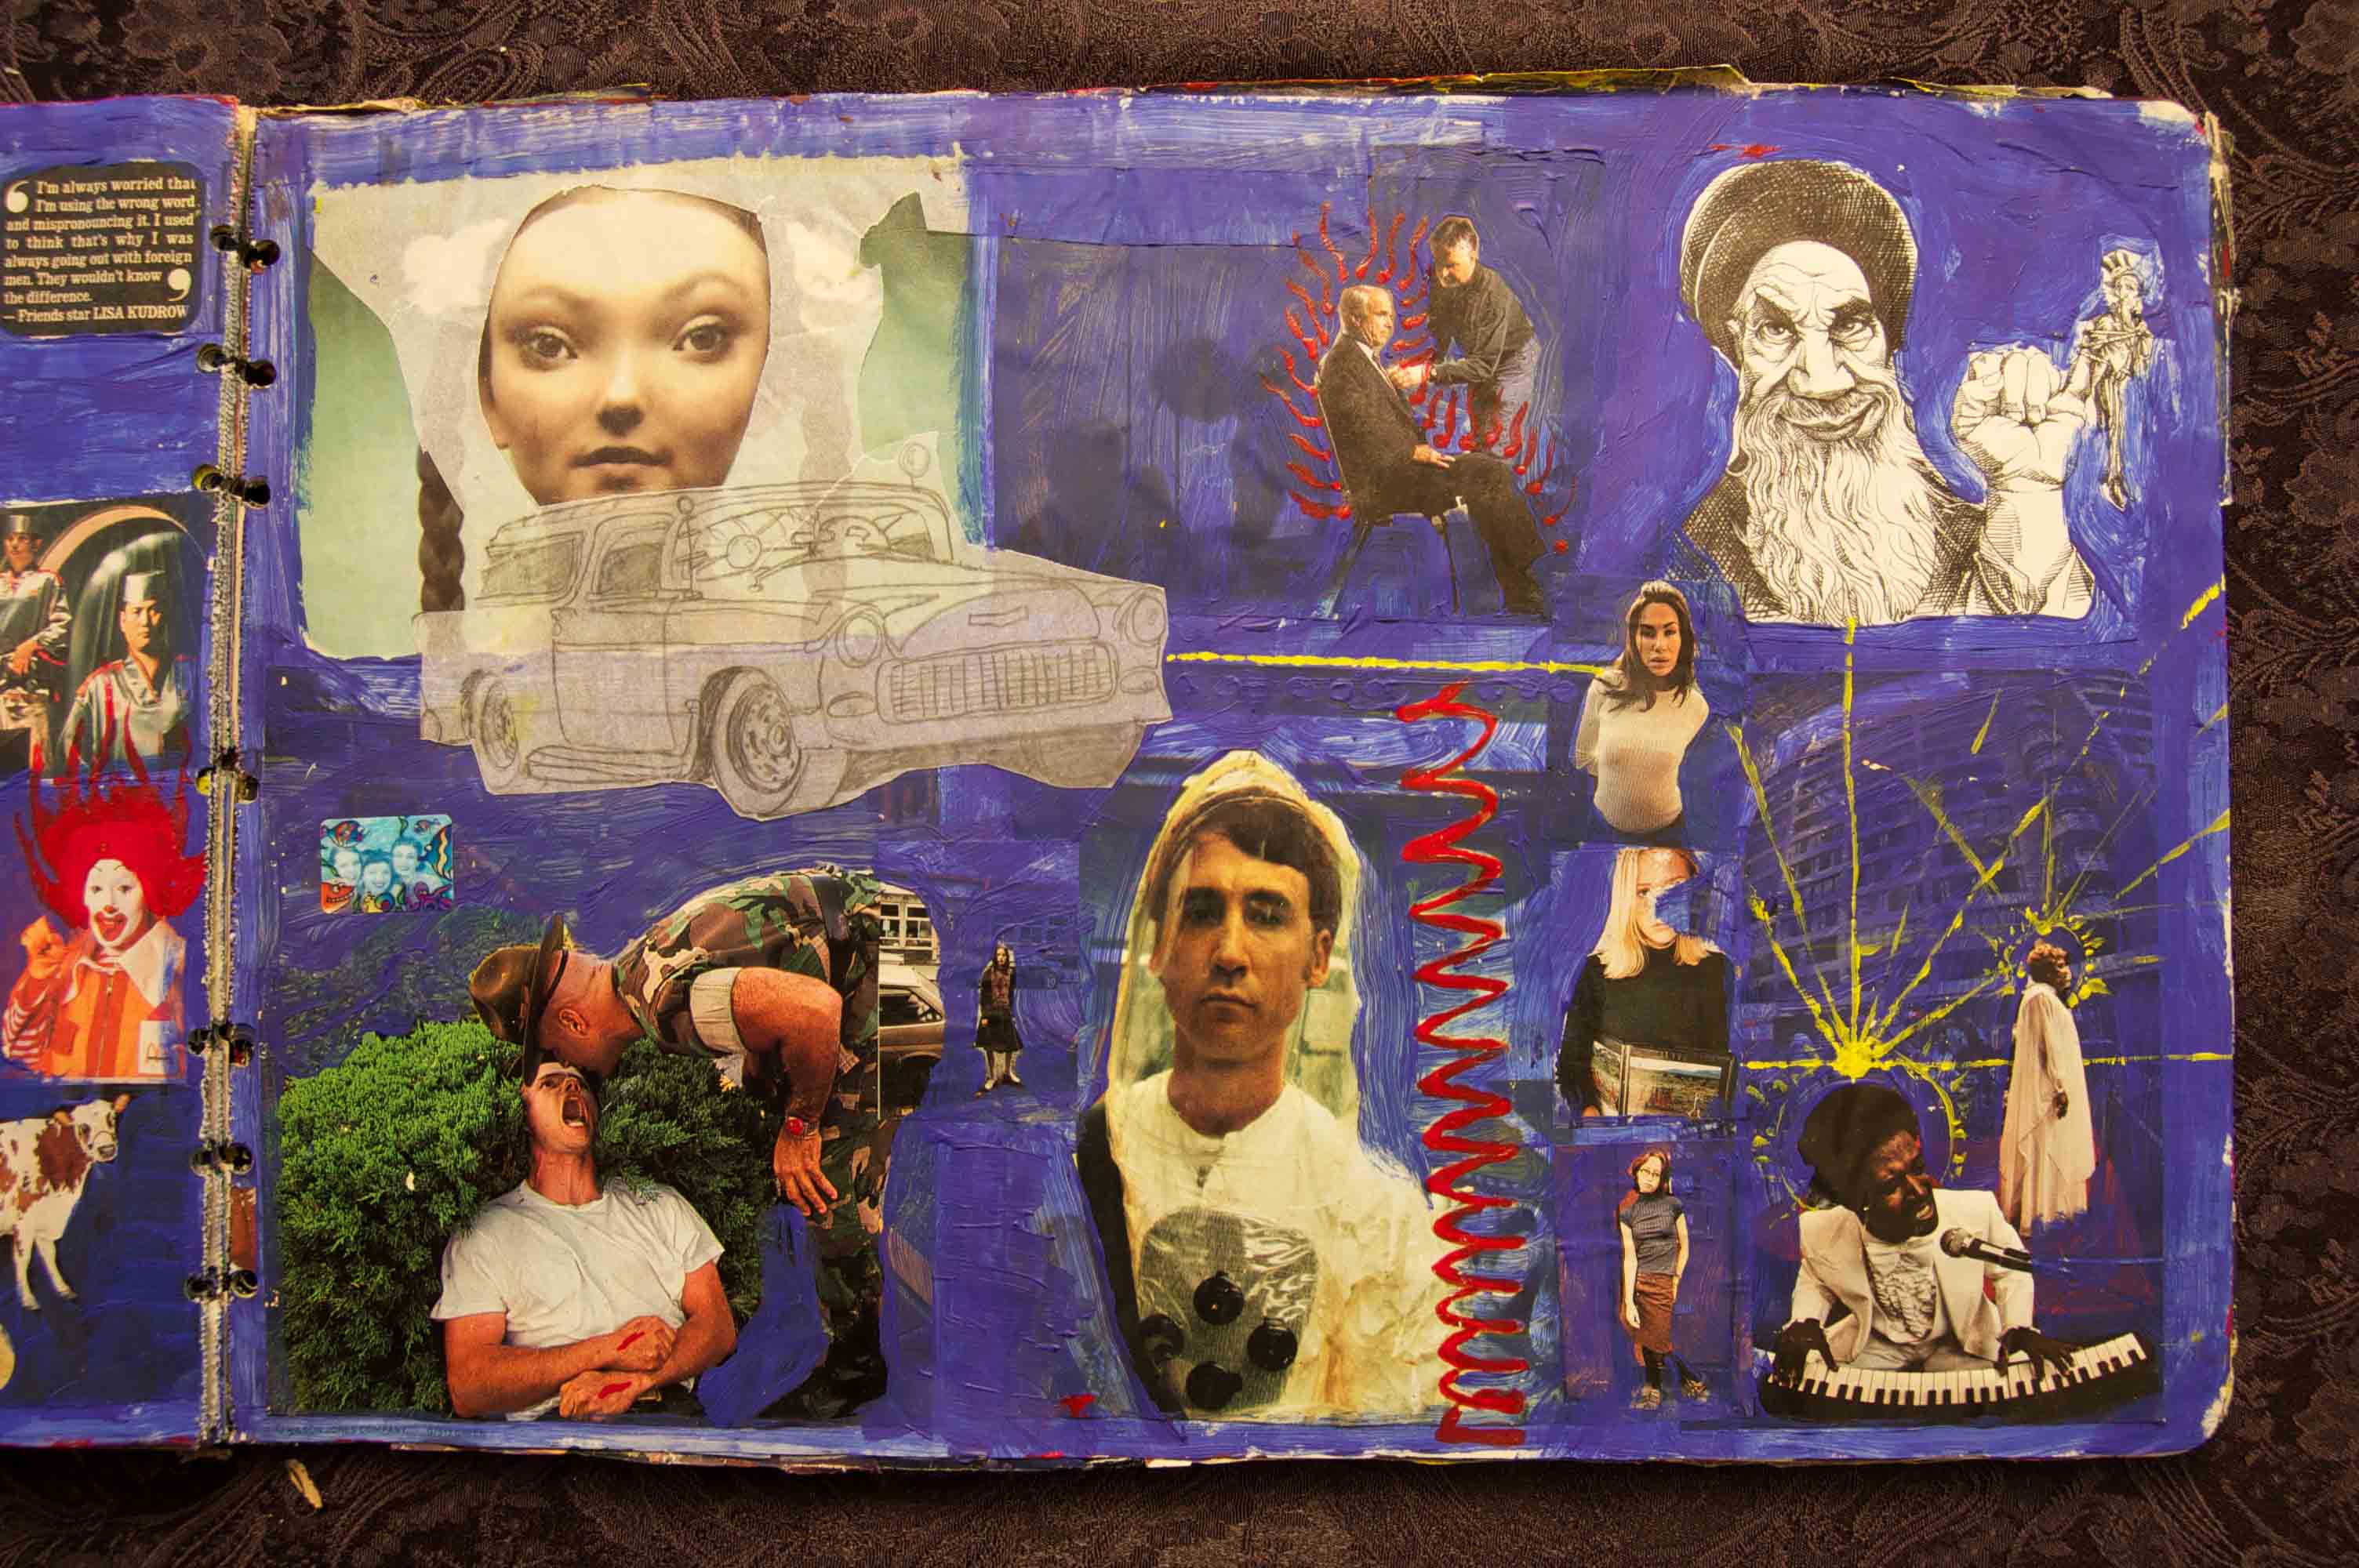 ‘ I'm always worried that
I'm using the wrong word
and mispronouncing it. I used
to think that's why I was
always going out with foreign
men. They wouldn't know
the difference. ’
– Friends star LISA KUDROW